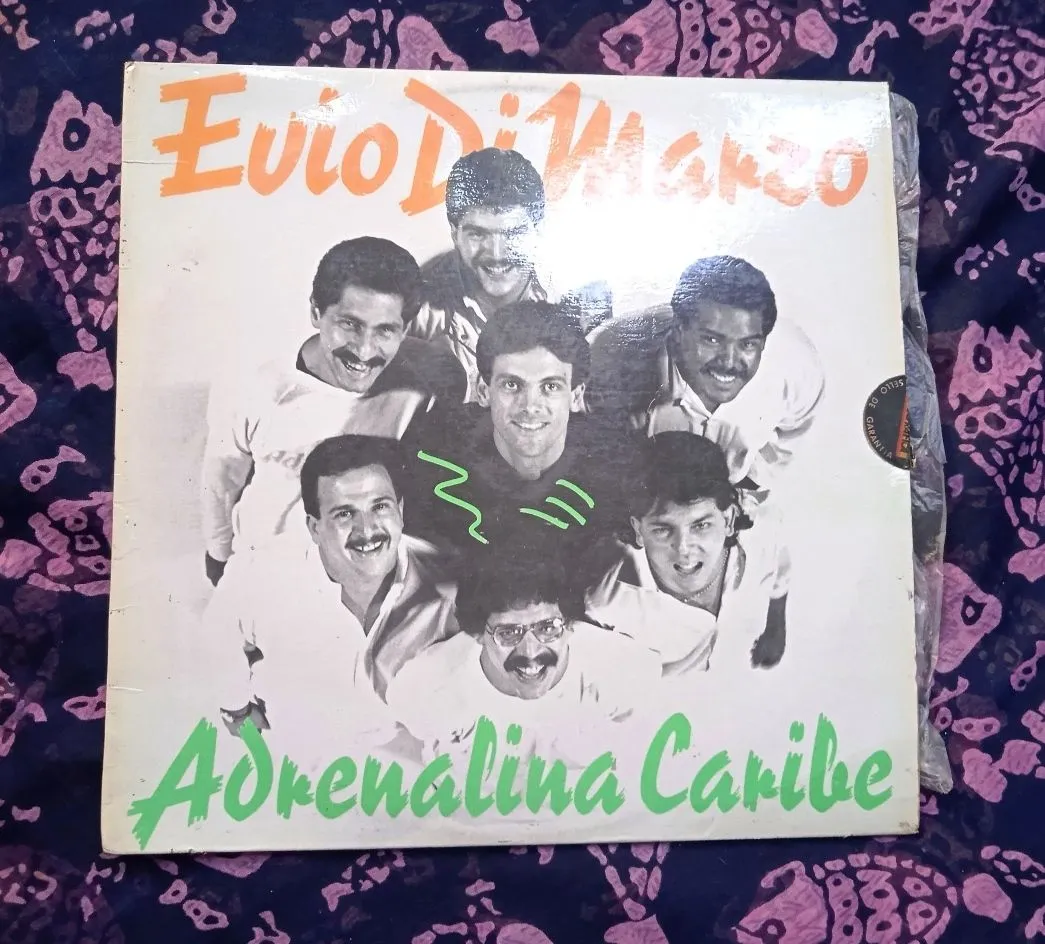 Evio Di Marzo
SELLO DE GARANTIA
Adrenalina Caribe